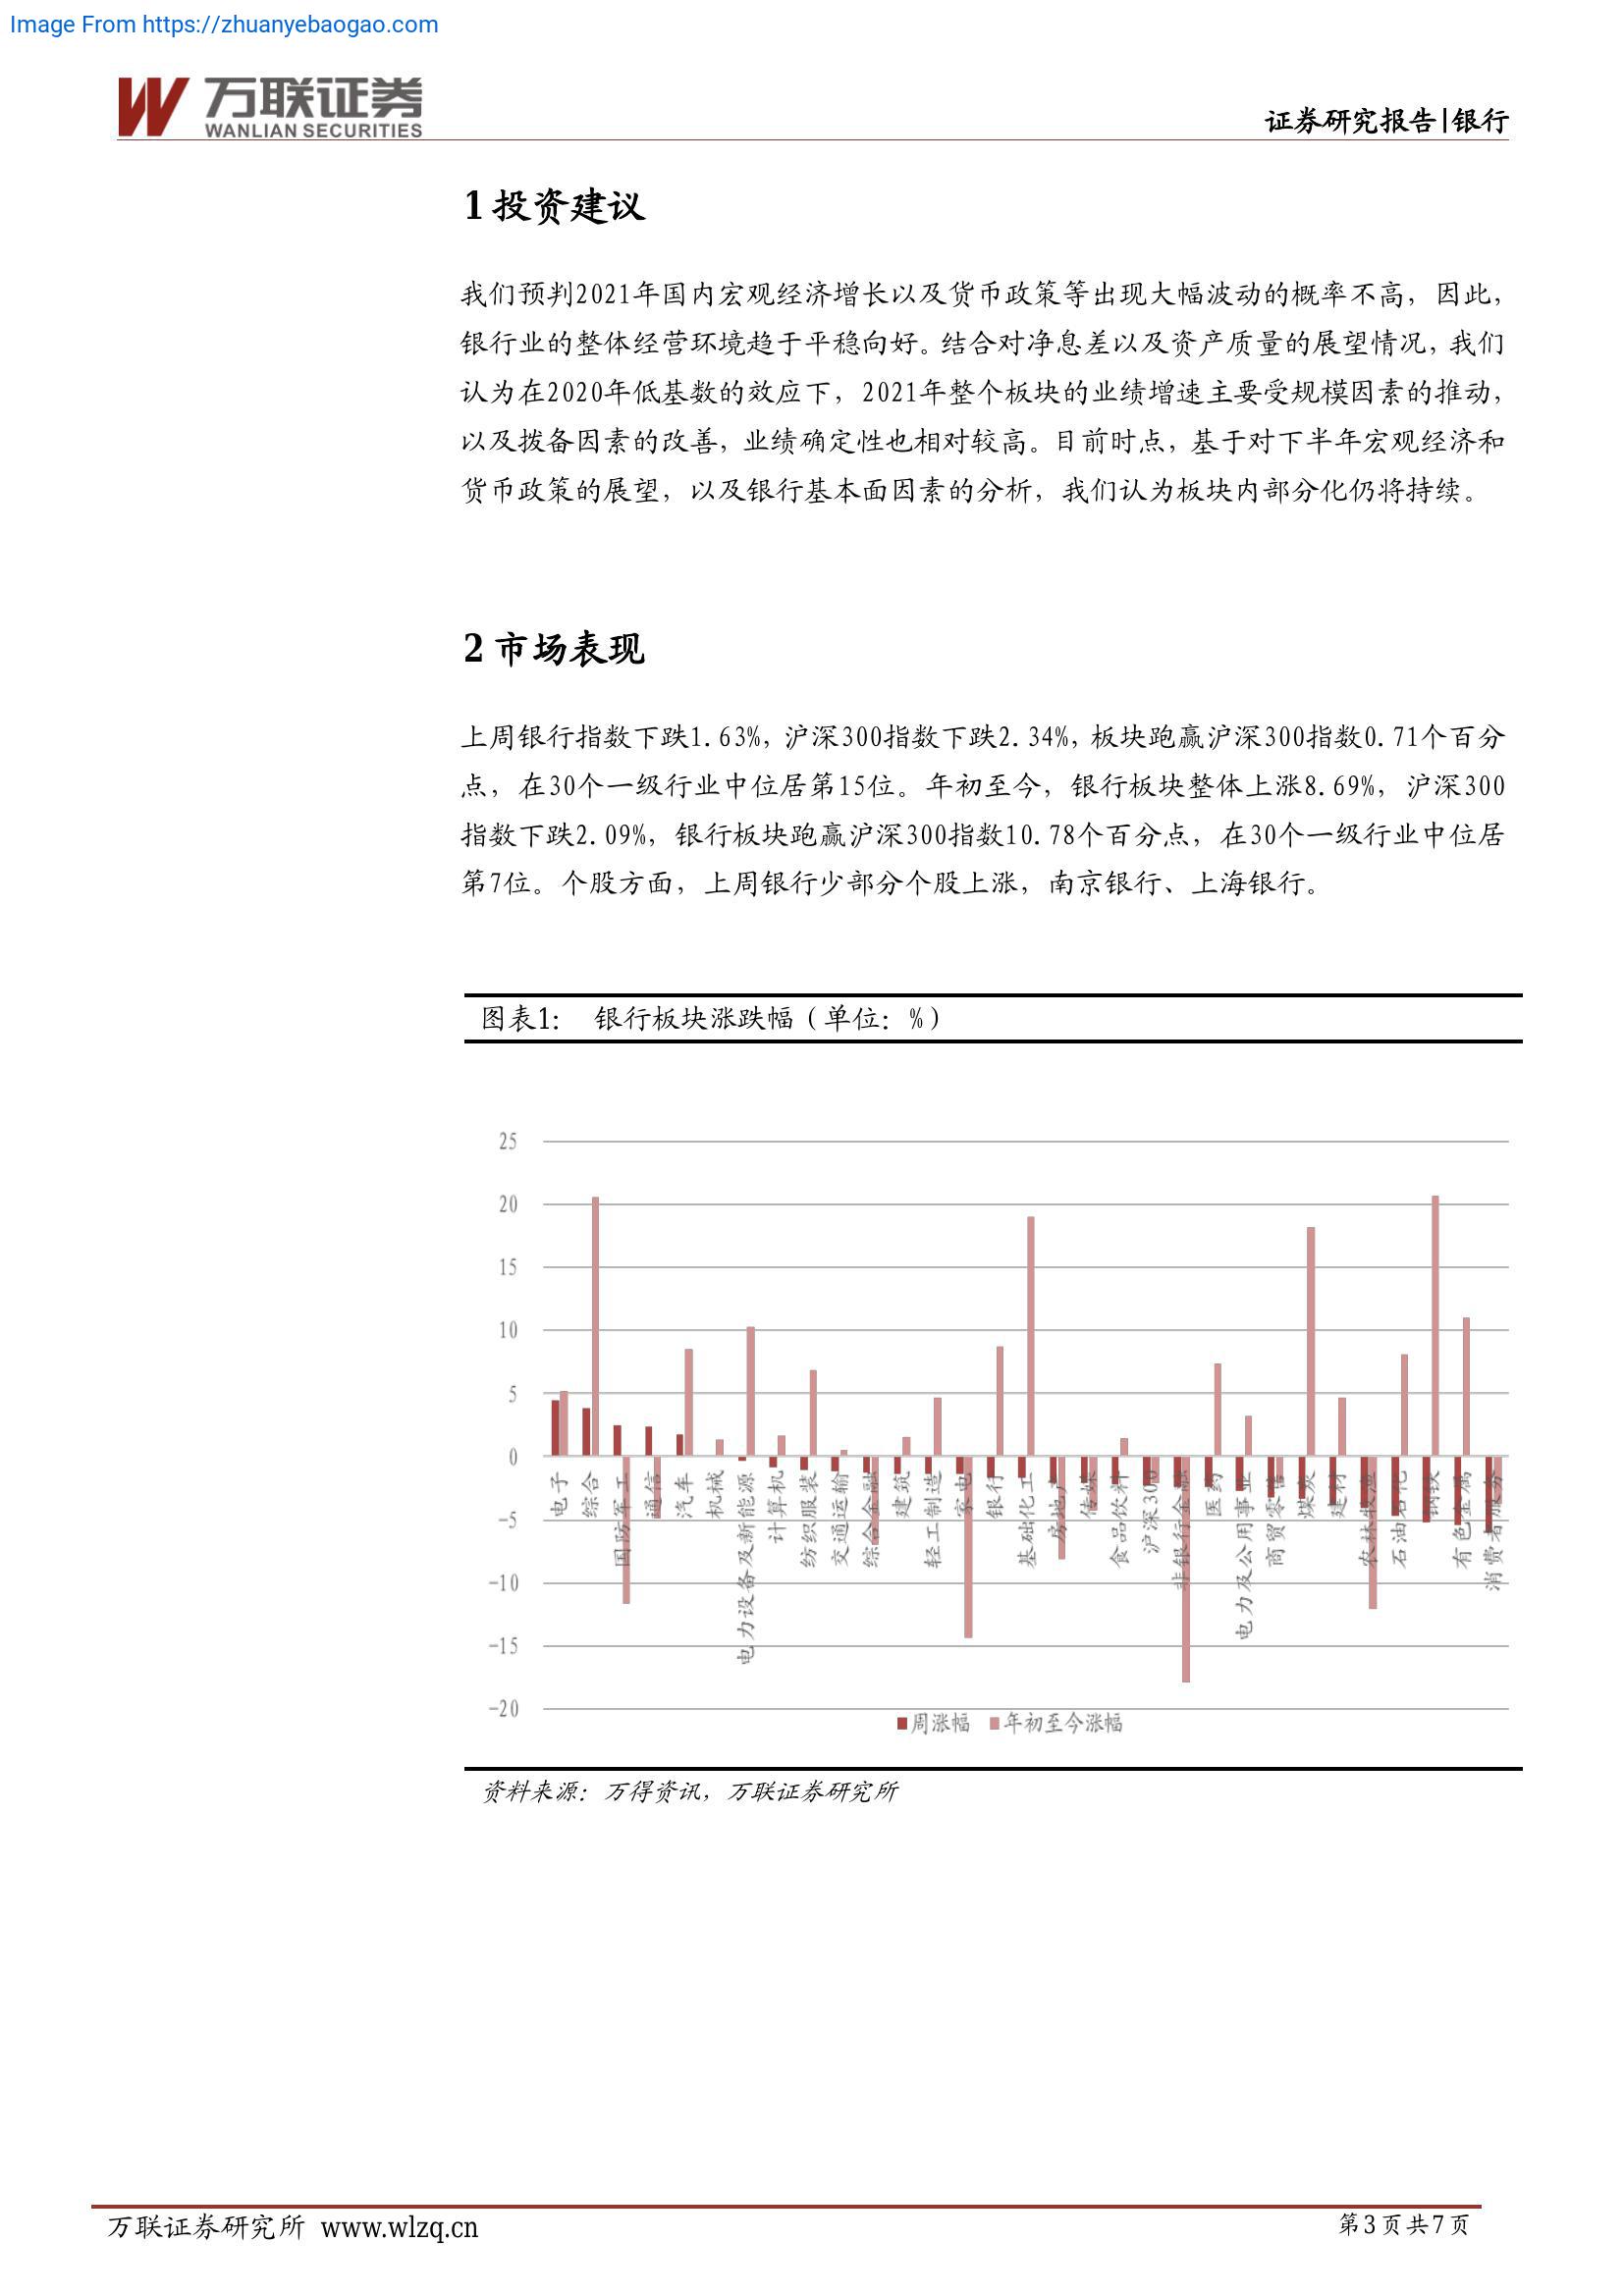 Image From https://zhuanyebaogao.com
万联证券
WANLIAN SECURITIES
证券研究报告|银行
1 投资建议
我们预判2021年国内宏观经济增长以及货币政策等出现大幅波动的概率不高，因此，
银行业的整体经营环境趋于平稳向好。结合对净息差以及资产质量的展望情况，我们
认为在2020年低基数的效应下，2021年整个板块的业绩增速主要受规模因素的推动，
以及拨备因素的改善，业绩确定性也相对较高。目前时点，基于对下半年宏观经济和
货币政策的展望，以及银行基本面因素的分析，我们认为板块内部分化仍将持续。
2 市场表现
上周银行指数下跌1.63%，沪深300指数下跌2.34%，板块跑赢沪深300指数0.71个百分
点，在30个一级行业中位居第15位。年初至今，银行板块整体上涨8.69%，沪深300
指数下跌2.09%，银行板块跑赢沪深300指数10.78个百分点，在30个一级行业中位居
第7位。个股方面，上周银行少部分个股上涨，南京银行、上海银行。
图表1： 银行板块涨跌幅（单位：%）
25
20
15
10
5
0
-5
-10
-15
-20
电子
综合
国防军工
通信
汽车
机械
电力设备及新能源
计算机
纺织服装
交通运输
综合金融
建筑
轻工制造
家电
银行
基础化工
房地产
传媒
食品饮料
沪深300
非银行金融
医药
电力及公用事业
商贸零售
煤炭
建材
农林牧渔
石油石化
钢铁
有色金属
消费者服务
周涨幅 年初至今涨幅
资料来源：万得资讯，万联证券研究所
万联证券研究所 www.wlzq.cn
第3页共7页